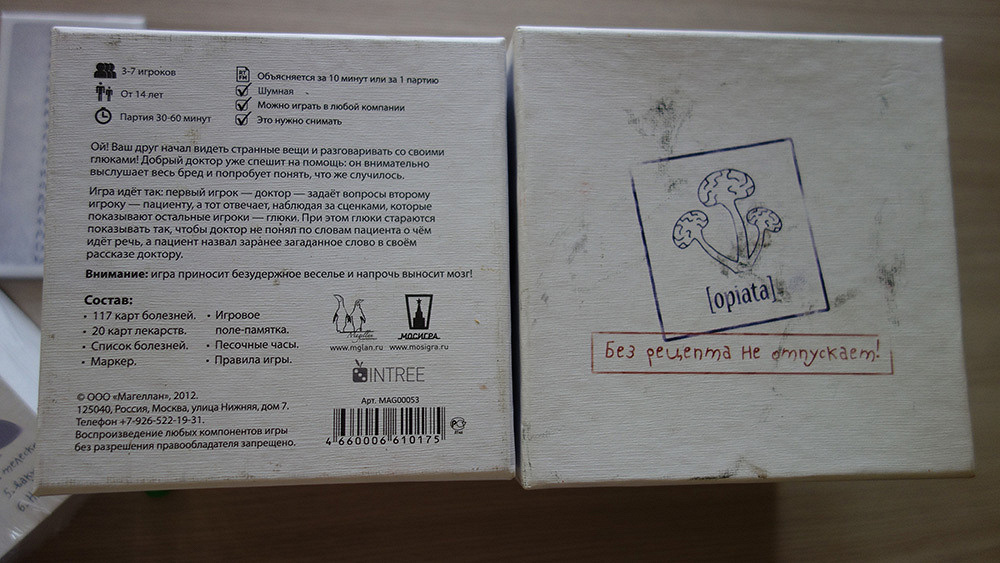 3-7 игроков
От 14 лет
Партия 30-60 минут
RTFM
Объясняется за 10 минут или за 1 партию
Шумная
Можно играть в любой компании
Это нужно снимать
Ой! Ваш друг начал видеть странные вещи и разговаривать со своими
глюками! Добрый доктор уже спешит на помощь: он внимательно
выслушает весь бред и попробует понять, что же случилось.
Игра идёт так: первый игрок — доктор — задаёт вопросы второму
игроку — пациенту, а тот отвечает, наблюдая за сценками, которые
показывают остальные игроки — глюки. При этом глюки стараются
показывать так, чтобы доктор не понял по словам пациента о чём
идёт речь, а пациент назвал заранее загаданное слово в своём
рассказе доктору.
Внимание: игра приносит безудержное веселье и напрочь выносит мозг!
Состав:
• 117 карт болезней.
• 20 карт лекарств.
• Список болезней.
• Маркер.
• Игровое
поле-памятка.
• Песочные часы.
• Правила игры.
Magellan
www.mglan.ru
МОСИГРА
www.mosigra.ru
INTREE
© ООО «Магеллан», 2012.
125040, Россия, Москва, улица Нижняя, дом 7.
Телефон +7-926-522-19-31.
Воспроизведение любых компонентов игры
без разрешения правообладателя запрещено.
Арт. MAG00053
4 660006 610175
[opiata]
Без рецепта не отпускает!